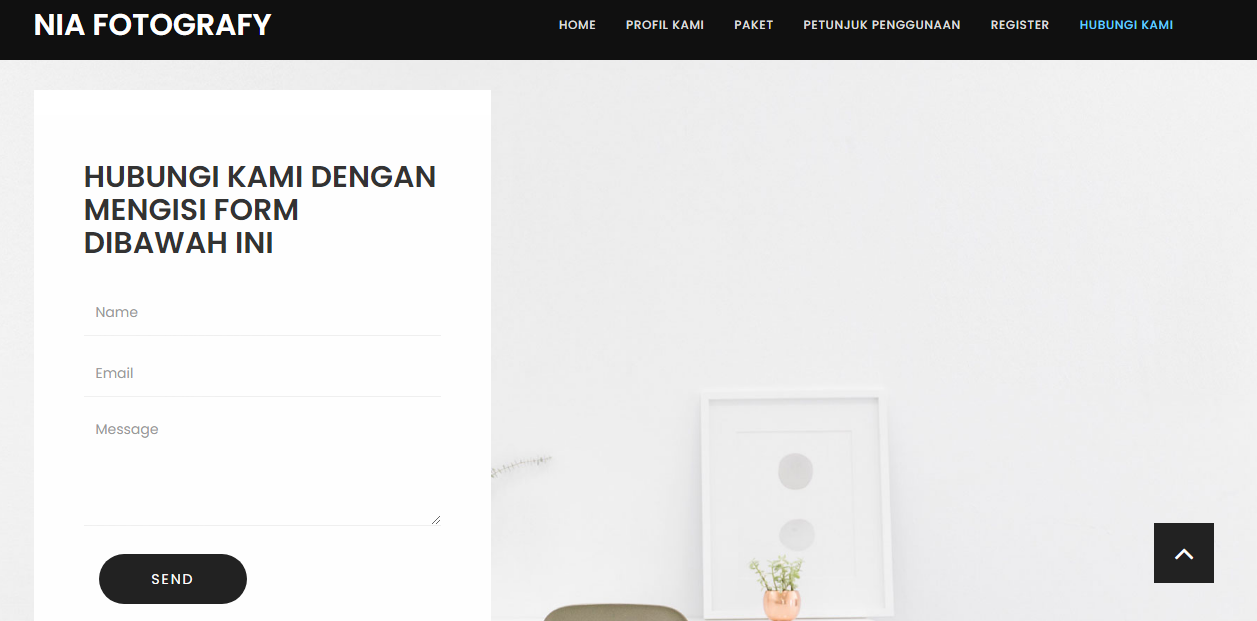 NIA FOTOGRAFY
HOME PROFIL KAMI PAKET PETUNJUK PENGGUNAAN REGISTER HUBUNGI KAMI
HUBUNGI KAMI DENGAN
MENGISI FORM
DIBAWAH INI
Name
Email
Message
SEND